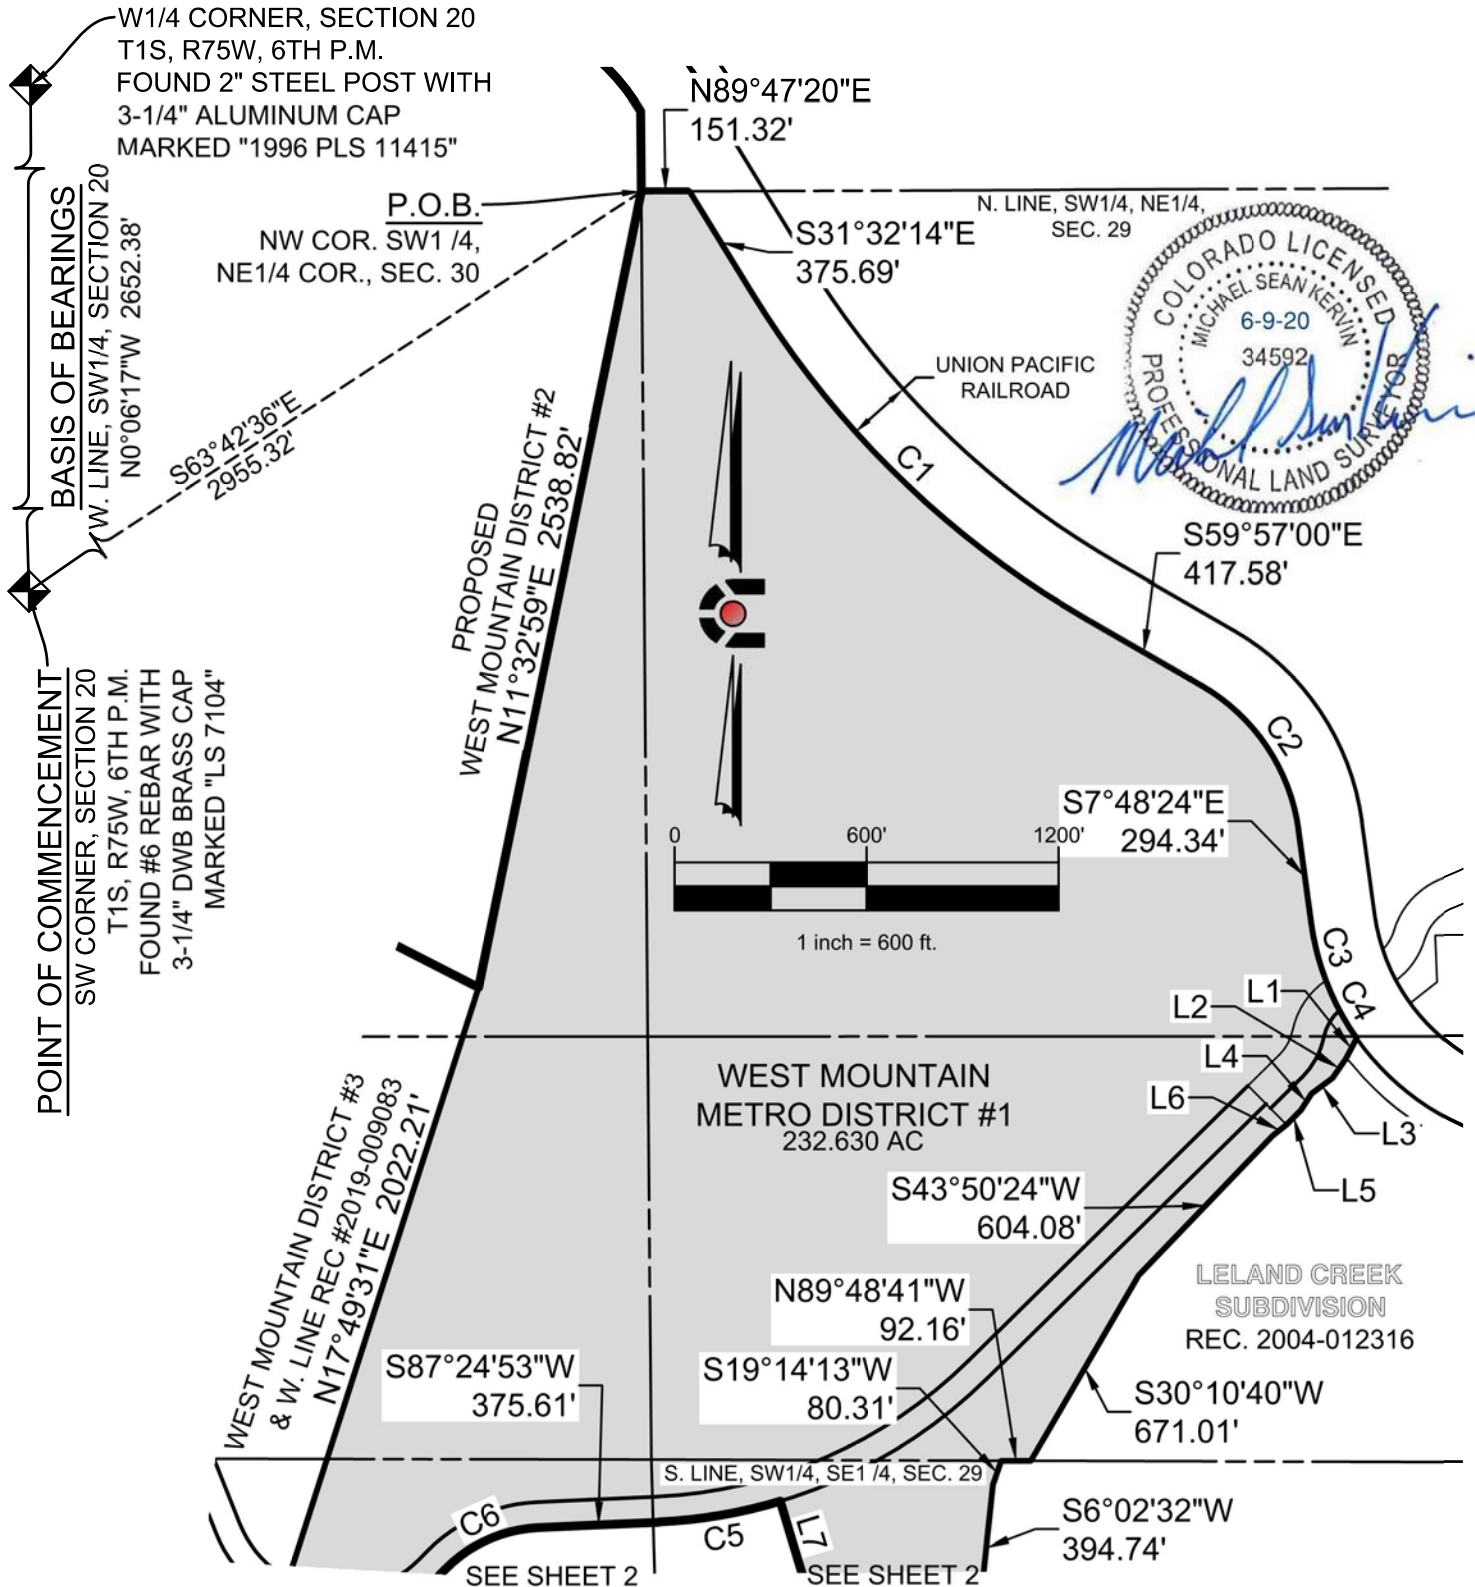 W1/4 CORNER, SECTION 20
T1S, R75W, 6TH P.M.
FOUND 2" STEEL POST WITH
3-1/4" ALUMINUM CAP
MARKED "1996 PLS 11415"
BASIS OF BEARINGS
W. LINE, SW1/4, SECTION 20
N0°06'17"W 2652.38'
P.O.B.
NW COR. SW1 /4,
NE1/4 COR., SEC. 30
N89°47'20"E
151.32'
N. LINE, SW1/4, NE1/4,
SEC. 29
S31°32'14"E
375.69'
COLORADO LICENSED
MICHAEL SEAN KERVIN
6-9-20
34592
PROFESSIONAL LAND SURVEYOR
UNION PACIFIC
RAILROAD
S63°42'36"E
2955.32'
C1
PROPOSED
WEST MOUNTAIN DISTRICT #2
N11°32'59"E 2538.82'
S59°57'00"E
417.58'
POINT OF COMMENCEMENT
SW CORNER, SECTION 20
T1S, R75W, 6TH P.M.
FOUND #6 REBAR WITH
3-1/4" DWB BRASS CAP
MARKED "LS 7104"
C2
S7°48'24"E
294.34'
0 600' 1200'
1 inch = 600 ft.
C3
C4
L1
L2
L4
L6
L3
L5
WEST MOUNTAIN
METRO DISTRICT #1
232.630 AC
WEST MOUNTAIN DISTRICT #3
& W. LINE REC #2019-009083
N17°49'31"E 2022.21'
S43°50'24"W
604.08'
LELAND CREEK
SUBDIVISION
REC. 2004-012316
N89°48'41"W
92.16'
S87°24'53"W
375.61'
S19°14'13"W
80.31'
S30°10'40"W
671.01'
S. LINE, SW1/4, SE1 /4, SEC. 29
C6
C5
L7
S6°02'32"W
394.74'
SEE SHEET 2
SEE SHEET 2